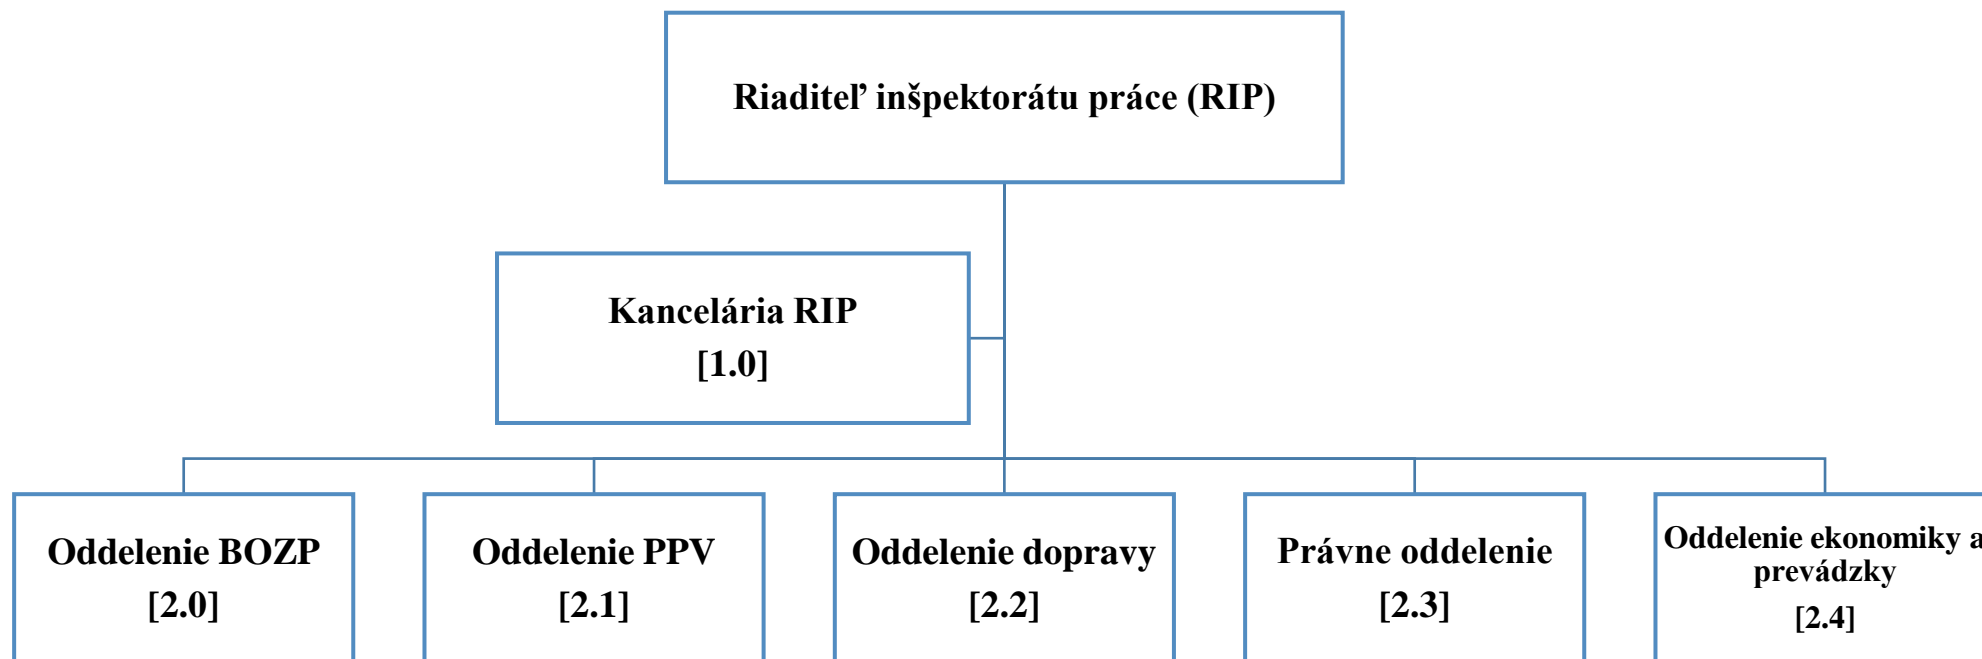 Riaditeľ inšpektorátu práce (RIP)
Kancelária RIP
[1.0]
Oddelenie BOZP
[2.0]
Oddelenie PPV
[2.1]
Oddelenie dopravy
[2.2]
Právne oddelenie
[2.3]
Oddelenie ekonomiky a
prevádzky
[2.4]